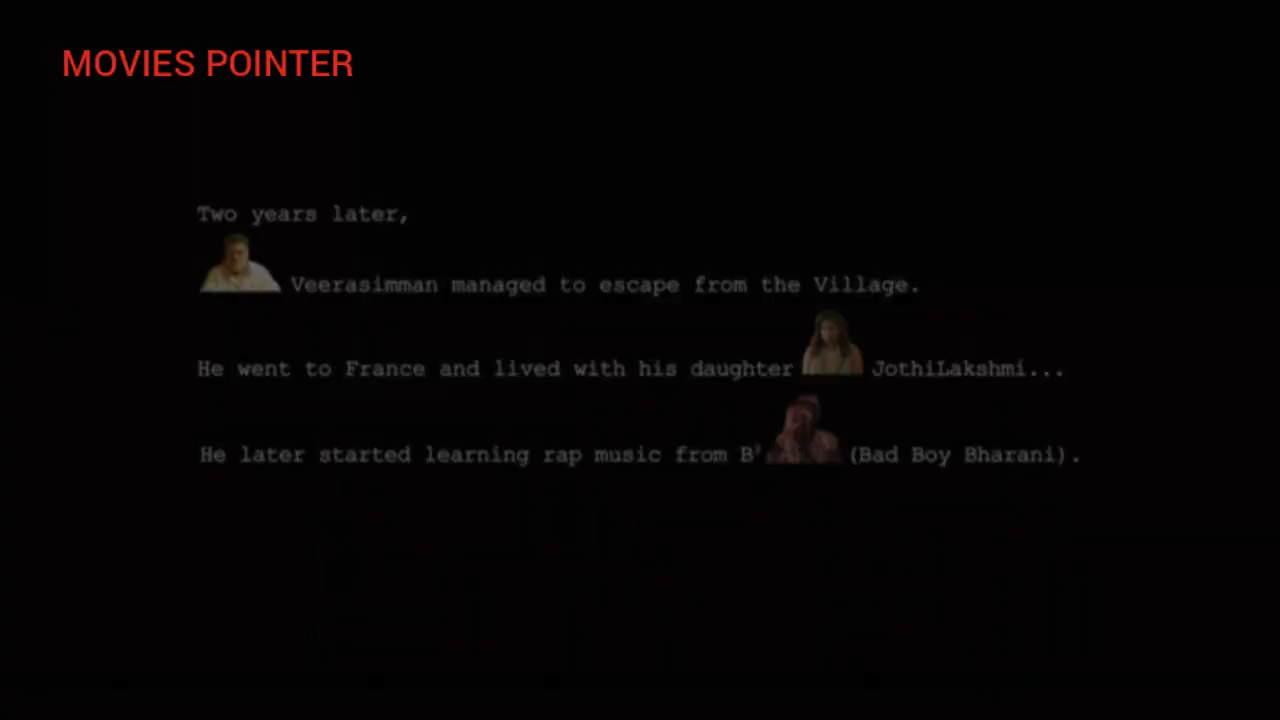 MOVIES POINTER
Two years later,
Veerasimman managed to escape from the Village.
He went to France and lived with his daughter JothiLakshmi...
He later started learning rap music from B' (Bad Boy Bharani).